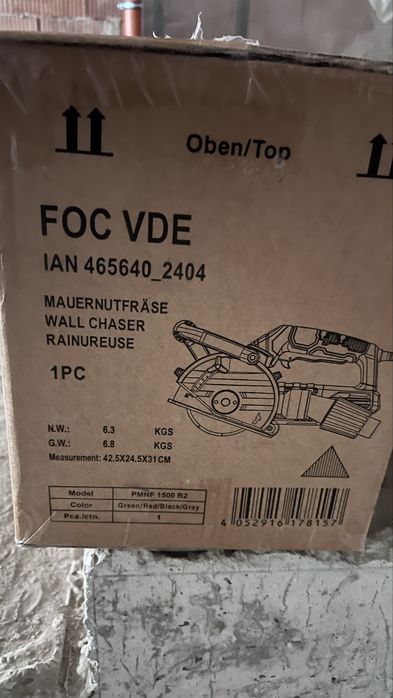 Oben/Top
FOC VDE
IAN 465640_2404
MAUERNUTFRÄSE
WALL CHASER
RAINUREUSE
1PC
N.W.: 6.3 KGS
G.W.: 6.8 KGS
Measurement: 42.5X24.5X31CM
Model PMNF 1500 B2
Color Green/Red/Black/Gray
Pcs./ctn. 1
4 052916 178157